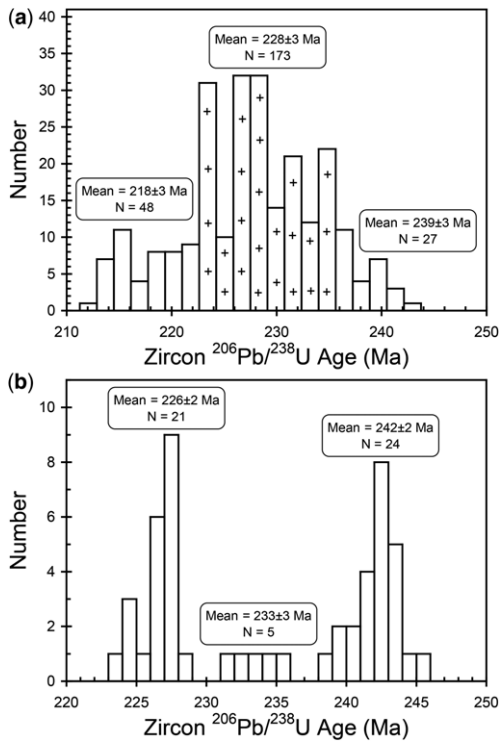 (a)
40
35
30
25
20
15
10
5
0
Number
Mean = 228±3 Ma
N = 173
Mean = 218±3 Ma
N = 48
Mean = 239±3 Ma
N = 27
210 220 230 240 250
Zircon ²⁰⁶Pb/²³⁸U Age (Ma)
(b)
10
8
6
4
2
0
Number
Mean = 226±2 Ma
N = 21
Mean = 242±2 Ma
N = 24
Mean = 233±3 Ma
N = 5
220 225 230 235 240 245 250
Zircon ²⁰⁶Pb/²³⁸U Age (Ma)